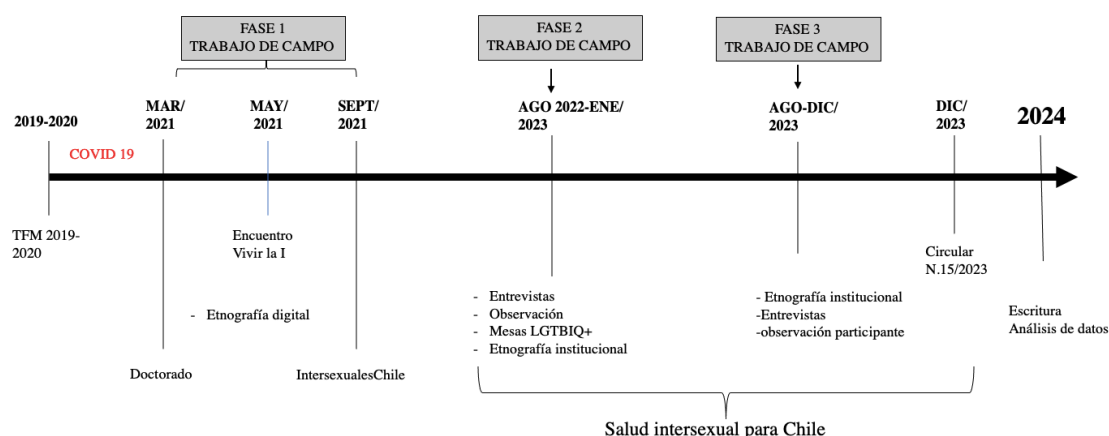 FASE 1
TRABAJO DE CAMPO
FASE 2
TRABAJO DE CAMPO
FASE 3
TRABAJO DE CAMPO
2019-2020
MAR/
2021
MAY/
2021
SEPT/
2021
AGO 2022-ENE/
2023
AGO-DIC/
2023
DIC/
2023
2024
COVID 19
TFM 2019-
2020
Encuentro
Vivir la I
Circular
N.15/2023
- Etnografía digital
- Entrevistas
- Observación
- Mesas LGTBIQ+
- Etnografía institucional
- Etnografía institucional
-Entrevistas
-observación participante
Escritura
Análisis de datos
Doctorado
IntersexualesChile
Salud intersexual para Chile